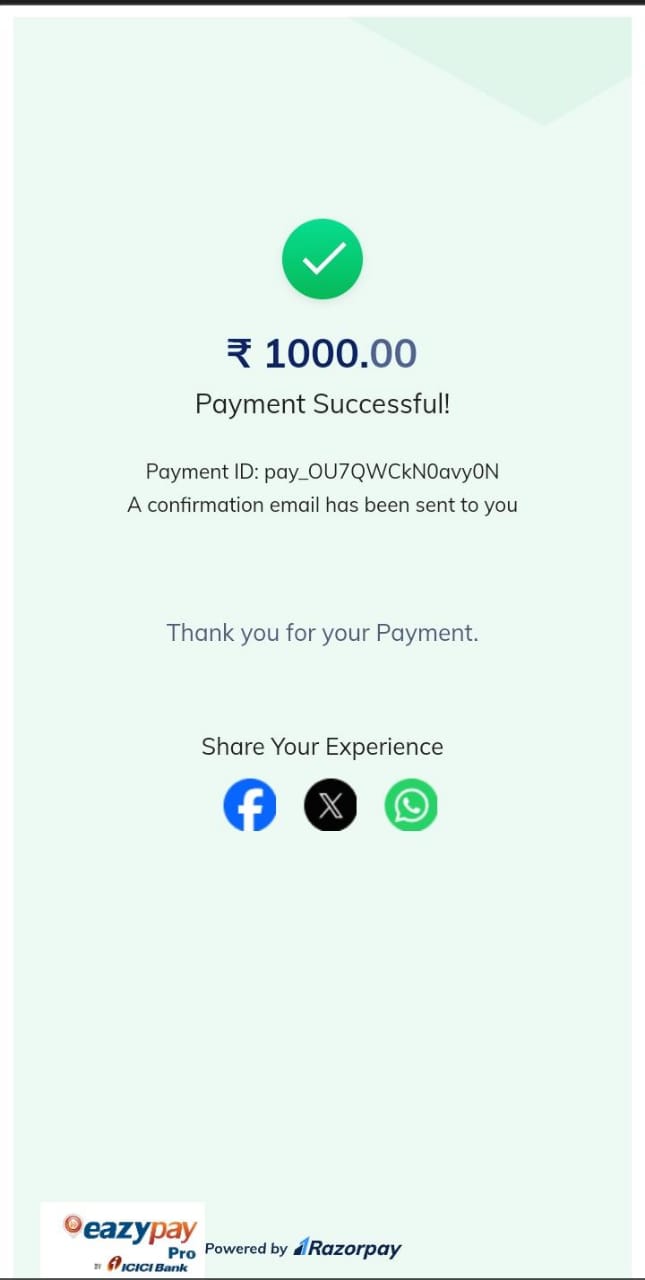 ₹ 1000.00
Payment Successful!
Payment ID: pay_OU7QWCkN0avy0N
A confirmation email has been sent to you
Thank you for your Payment.
Share Your Experience
eazypay
Pro
BY ICICI Bank
Powered by Razorpay